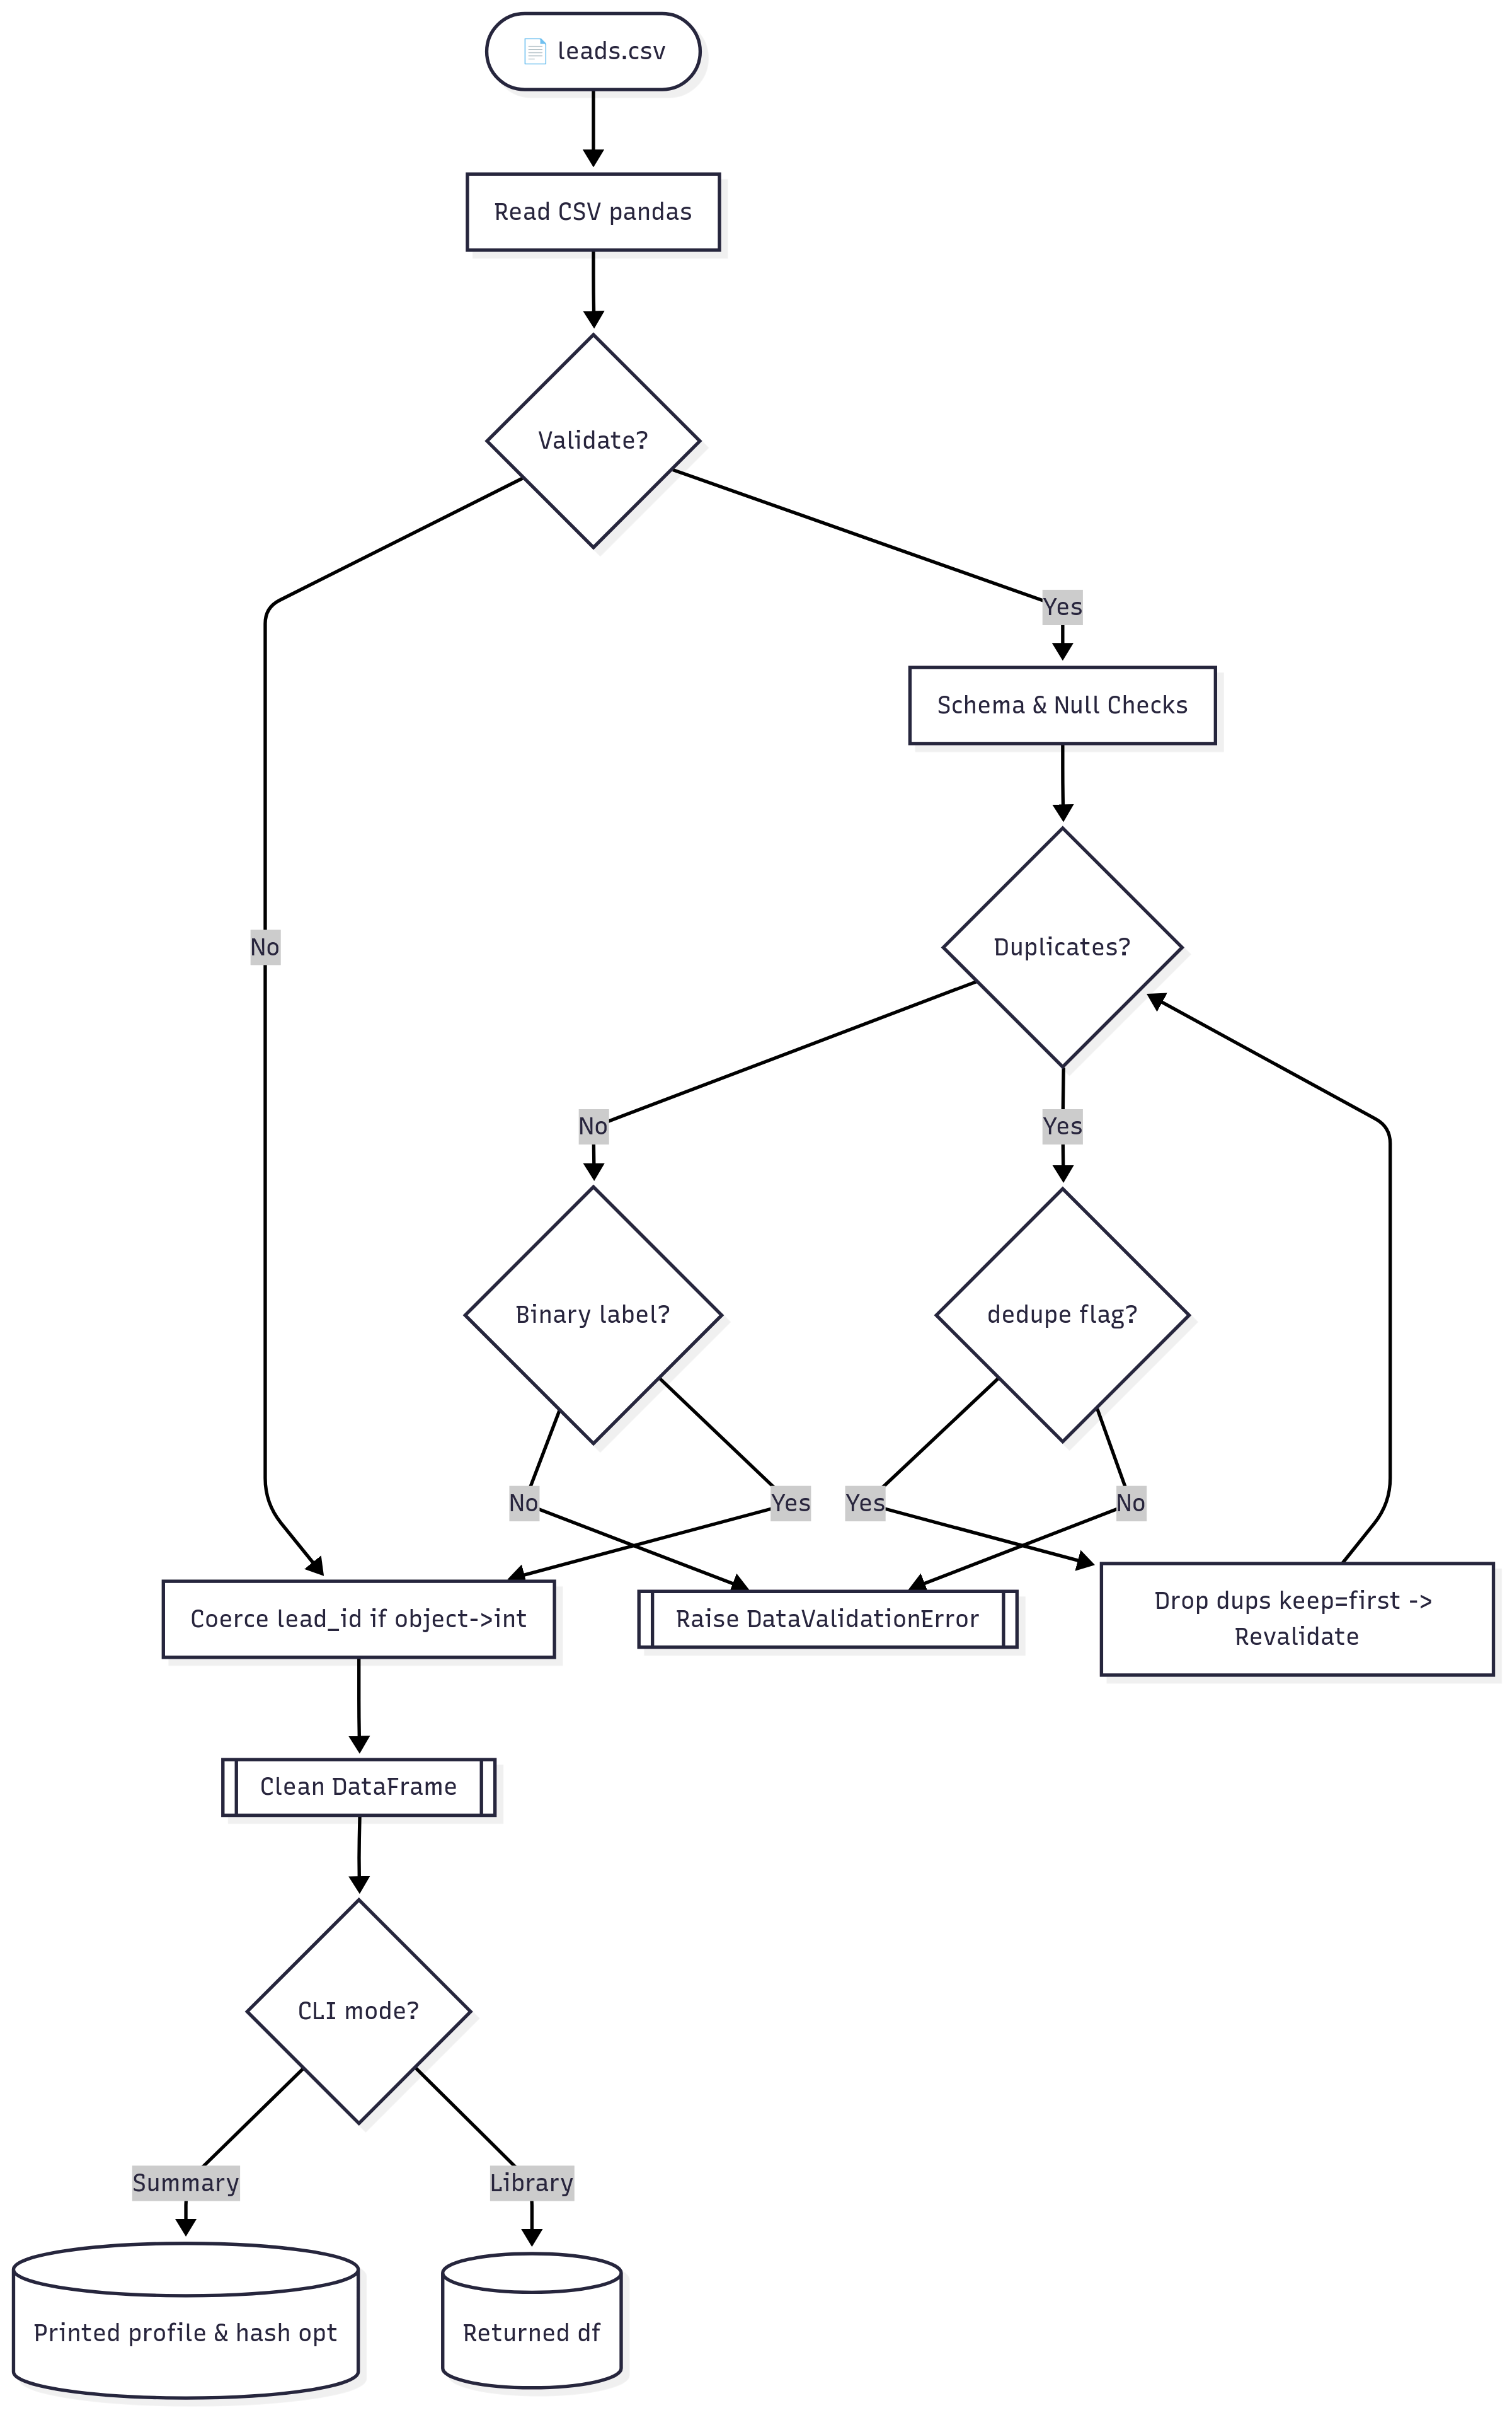 leads.csv
Read CSV pandas
Validate?
Yes
Schema & Null Checks
No
Duplicates?
No
Yes
Binary label?
dedupe flag?
No
Yes
Yes
No
Coerce lead_id if object->int
Raise DataValidationError
Drop dups keep=first ->
Revalidate
Clean DataFrame
CLI mode?
Summary
Library
Printed profile & hash opt
Returned df